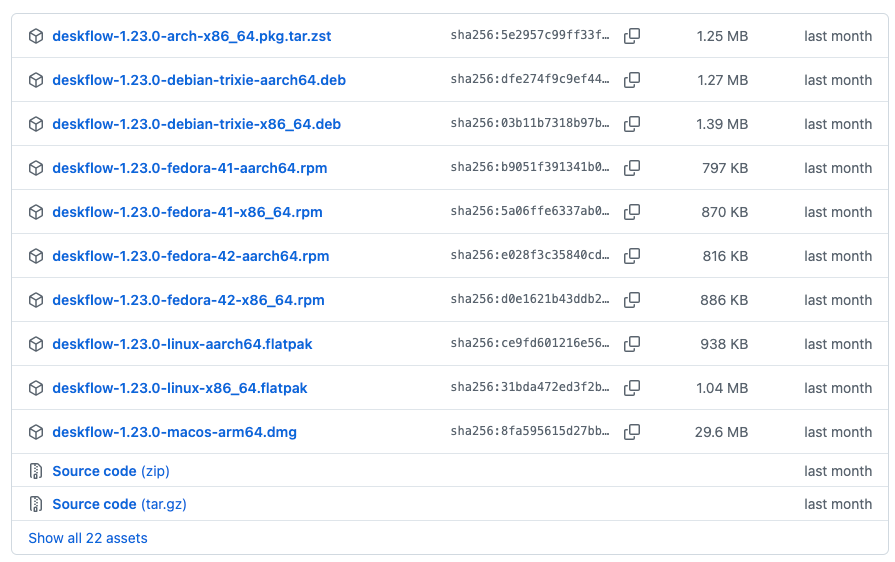 deskflow-1.23.0-arch-x86_64.pkg.tar.zst sha256:5e2957c99ff33f… 1.25 MB last month
deskflow-1.23.0-debian-trixie-aarch64.deb sha256:dfe274f9c9ef44… 1.27 MB last month
deskflow-1.23.0-debian-trixie-x86_64.deb sha256:03b11b7318b97b… 1.39 MB last month
deskflow-1.23.0-fedora-41-aarch64.rpm sha256:b9051f391341b0… 797 KB last month
deskflow-1.23.0-fedora-41-x86_64.rpm sha256:5a06ffe6337ab0… 870 KB last month
deskflow-1.23.0-fedora-42-aarch64.rpm sha256:e028f3c35840cd… 816 KB last month
deskflow-1.23.0-fedora-42-x86_64.rpm sha256:d0e1621b43ddb2… 886 KB last month
deskflow-1.23.0-linux-aarch64.flatpak sha256:ce9fd601216e56… 938 KB last month
deskflow-1.23.0-linux-x86_64.flatpak sha256:31bda472ed3f2b… 1.04 MB last month
deskflow-1.23.0-macos-arm64.dmg sha256:8fa595615d27bb… 29.6 MB last month
Source code (zip) last month
Source code (tar.gz) last month
Show all 22 assets